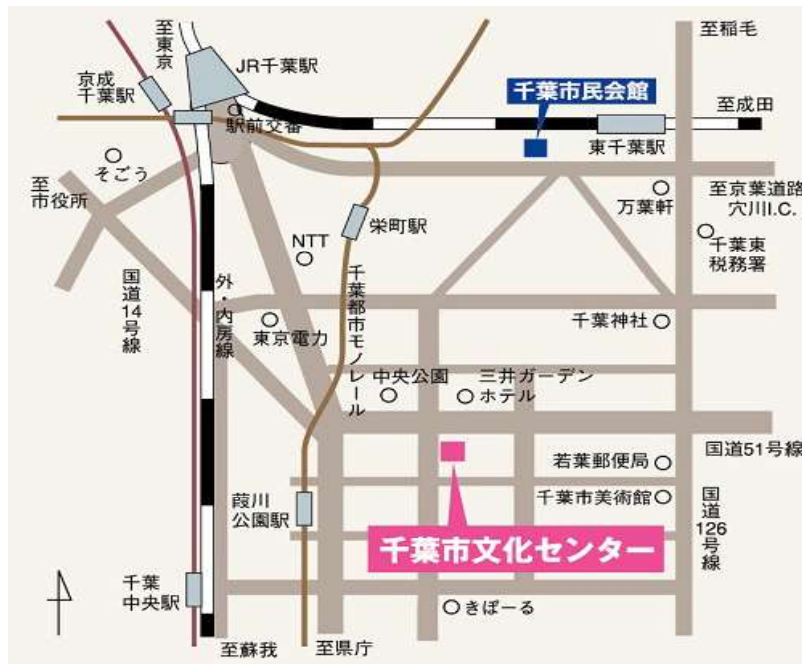 至東京
至稲毛
JR千葉駅
京成
千葉駅
千葉市民会館
至成田
駅前交番
東千葉駅
そごう
至
市役所
万葉軒
至京葉道路
穴川I.C.
栄町駅
NTT
千葉東
税務署
国道14号線
外・内房線
千葉都市モノレール
東京電力
千葉神社
中央公園
三井ガーデン
ホテル
国道51号線
若葉郵便局
千葉市美術館
葭川
公園駅
国道126号線
千葉市文化センター
千葉
中央駅
きぼーる
至蘇我
至県庁